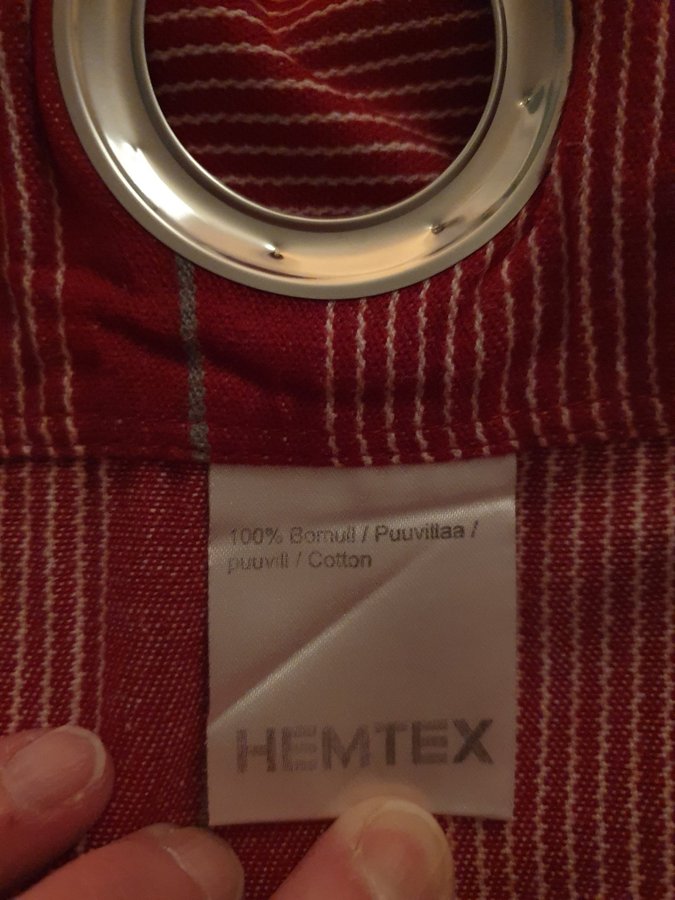 100% Bomull / Puuvillaa /
puuvill / Cotton
HEMTEX